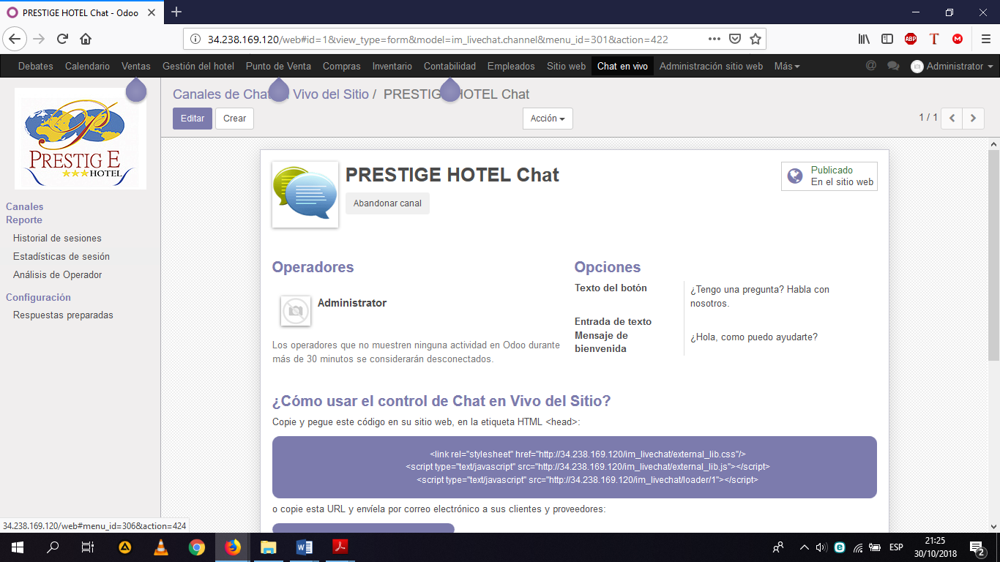 PRESTIGE HOTEL Chat - Odoo
34.238.169.120/web#id=1&view_type=form&model=im_livechat.channel&menu_id=301&action=422
ABP
T
M
Debates Calendario Ventas Gestión del hotel Punto de Venta Compras Inventario Contabilidad Empleados Sitio web Chat en vivo Administración sitio web Más @ Administrator
Canales de Chat Vivo del Sitio / PRESTIGE HOTEL Chat
Editar Crear Acción 1 / 1
P
PRESTIGE
HOTEL
Canales
Reporte
Historial de sesiones
Estadísticas de sesión
Análisis de Operador
Configuración
Respuestas preparadas
PRESTIGE HOTEL Chat
Abandonar canal
Publicado
En el sitio web
Operadores
Administrator
Los operadores que no muestren ninguna actividad en Odoo durante
más de 30 minutos se considerarán desconectados.
Opciones
Texto del botón ¿Tengo una pregunta? Habla con
nosotros.
Entrada de texto
Mensaje de
bienvenida
¿Hola, como puedo ayudarte?
¿Cómo usar el control de Chat en Vivo del Sitio?
Copie y pegue este código en su sitio web, en la etiqueta HTML <head>:
<link rel="stylesheet" href="http://34.238.169.120/im_livechat/external_lib.css"/>
<script type="text/javascript" src="http://34.238.169.120/im_livechat/external_lib.js"></script>
<script type="text/javascript" src="http://34.238.169.120/im_livechat/loader/1"></script>
o copie esta URL y envíela por correo electrónico a sus clientes y proveedores:
34.238.169.120/web#menu_id=306&action=424
ESP
21:25
30/10/2018
2